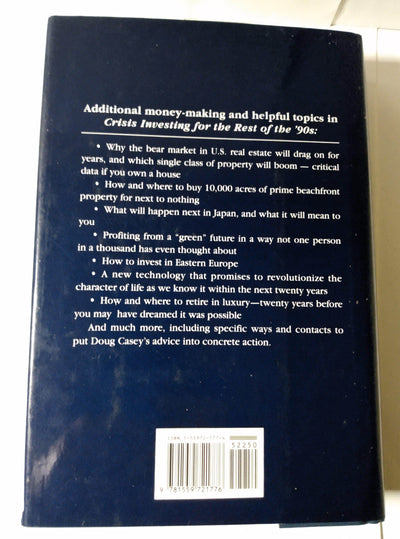 Additional money-making and helpful topics in
Crisis Investing for the Rest of the '90s:
• Why the bear market in U.S. real estate will drag on for
years, and which single class of property will boom — critical
data if you own a house
• How and where to buy 10,000 acres of prime beachfront
property for next to nothing
• What will happen next in Japan, and what it will mean to
you
• Profiting from a "green" future in a way not one person
in a thousand has even thought about
• How to invest in Eastern Europe
• A new technology that promises to revolutionize the
character of life as we know it within the next twenty years
• How and where to retire in luxury—twenty years before
you may have dreamed it was possible
And much more, including specific ways and contacts to
put Doug Casey's advice into concrete action.
52250
9 781559 721776